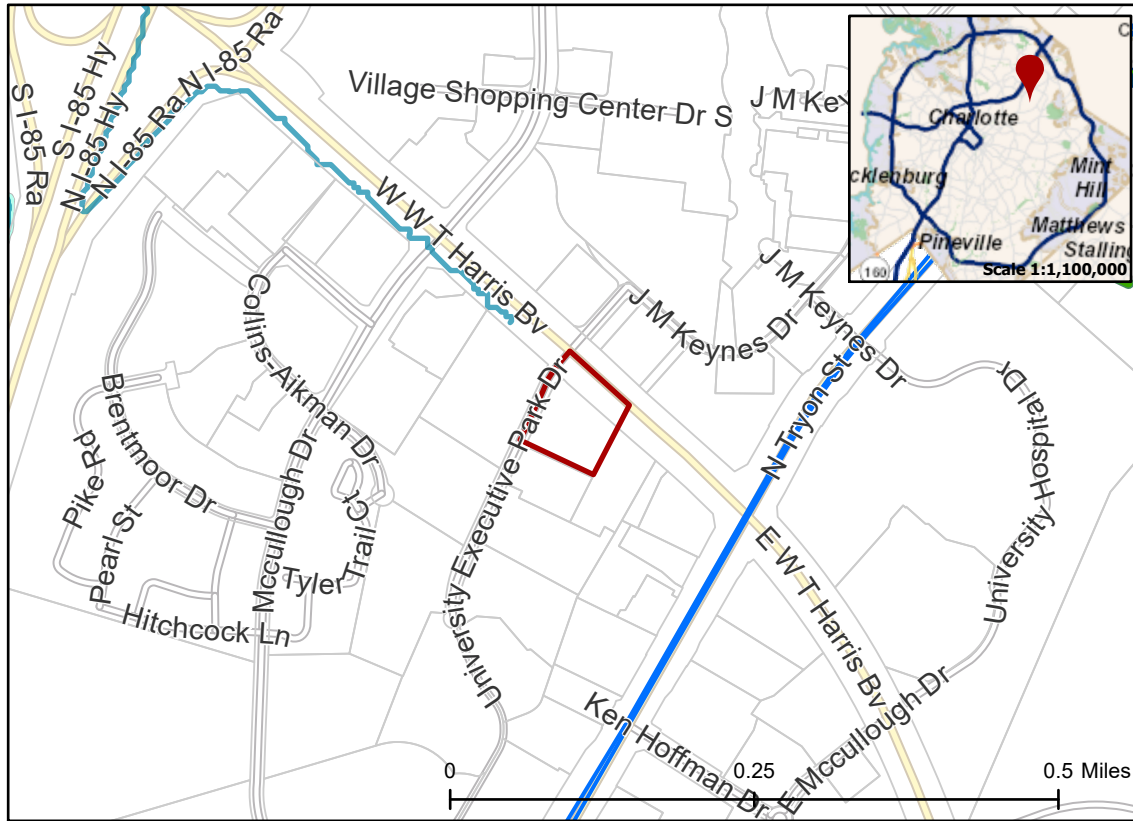 S I-85 Ra
S I-85 Hy
N I-85 Hy
N I-85 Ra
N I-85 Ra
Village Shopping Center Dr S
J M Key
Charlotte
cklenburg
Mint
Hill
Matthews
Stalling
Pineville
160
Scale 1:1,100,000
W W T Harris Bv
J M Keynes Dr
J M Keynes Dr
Collins-Aikman Dr
Brentmoor Dr
Pike Rd
Pearl St
Mccullough Dr
Tyler Trail Ct
Hitchcock Ln
University Executive Park Dr
N Tryon St
University Hospital Dr
E W T Harris Bv
Ken Hoffman Dr
E Mccullough Dr
0 0.25 0.5 Miles